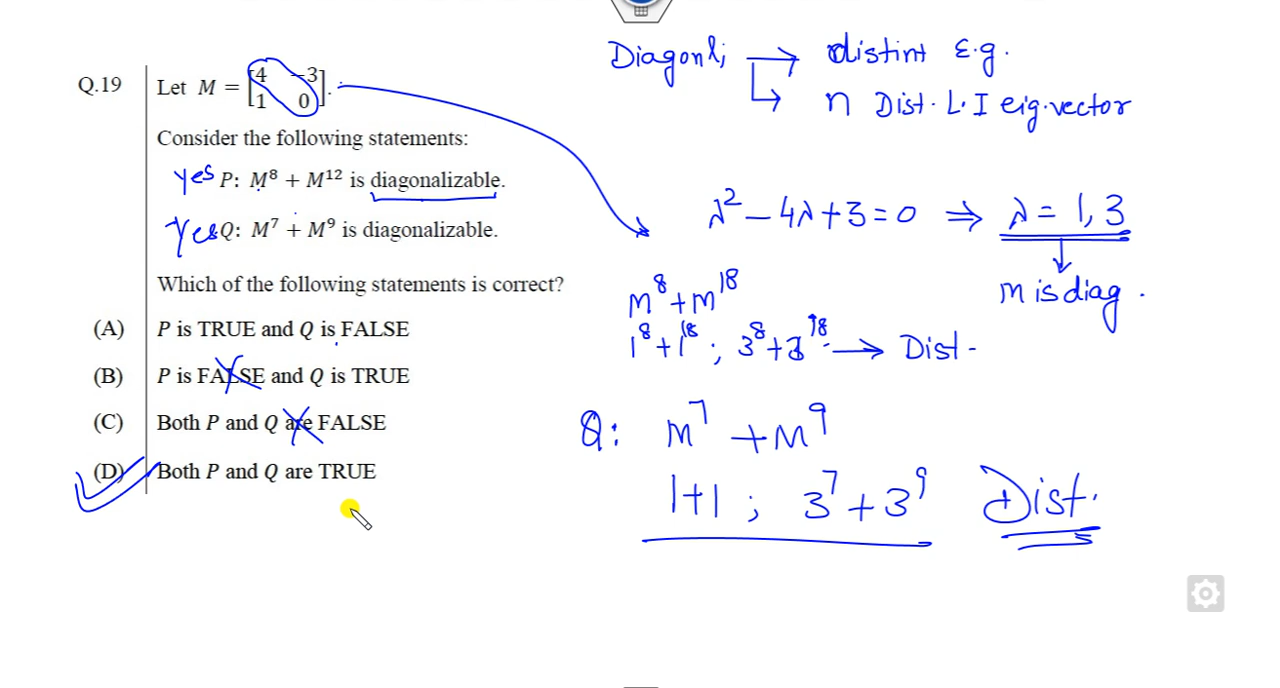 Diagonli → distint E.g.
↳ n Dist. L.I eig.vector
Q.19 Let M = [4 -3
1 0].
Consider the following statements:
yes P: M⁸ + M¹² is diagonalizable.
λ² - 4λ + 3 = 0 ⇒ λ = 1, 3
Yes Q: M⁷ + M⁹ is diagonalizable.
Which of the following statements is correct?
M is diag.
M⁸ + M¹⁸
(A) P is TRUE and Q is FALSE
1⁸ + 1¹⁸ ; 3⁸ + 3¹⁸ → Dist -
(B) P is FALSE and Q is TRUE
(C) Both P and Q are FALSE
Q: M⁷ + M⁹
(D) Both P and Q are TRUE
1+1 ; 3⁷ + 3⁹ Dist.